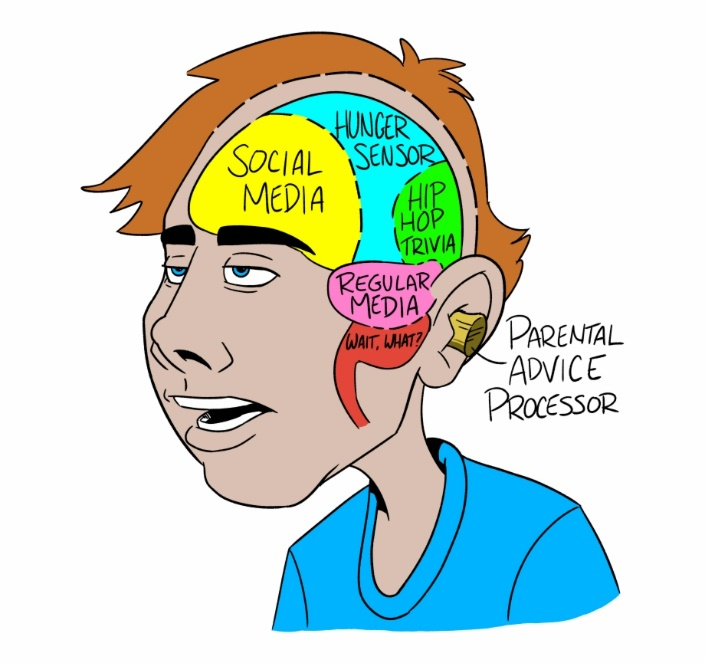 HUNGER
SENSOR
SOCIAL
MEDIA
HIP
HOP
TRIVIA
REGULAR
MEDIA
WAIT, WHAT?
PARENTAL
ADVICE
PROCESSOR